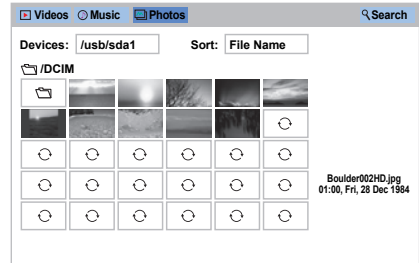 Videos Music Photos Search
Devices: /usb/sda1 Sort: File Name
/DCIM
Boulder002HD.jpg
01:00, Fri, 28 Dec 1984